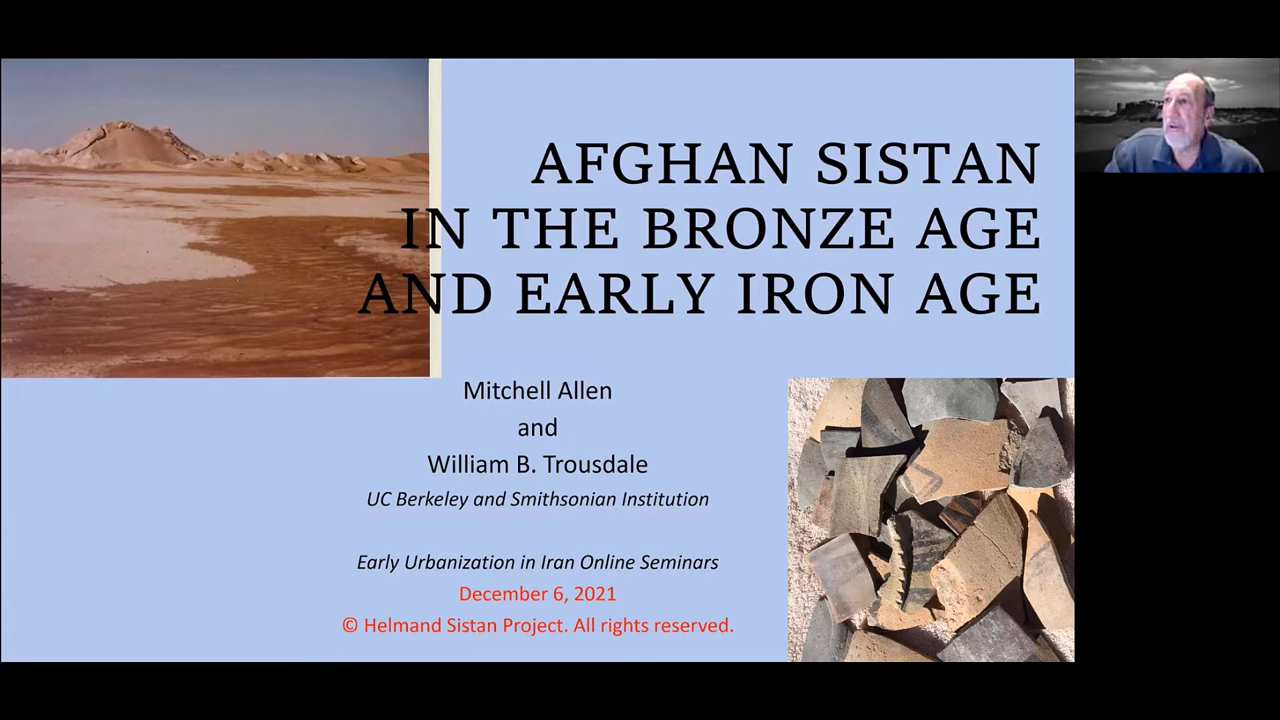 AFGHAN SISTAN
IN THE BRONZE AGE
AND EARLY IRON AGE
Mitchell Allen
and
William B. Trousdale
UC Berkeley and Smithsonian Institution
Early Urbanization in Iran Online Seminars
December 6, 2021
© Helmand Sistan Project. All rights reserved.